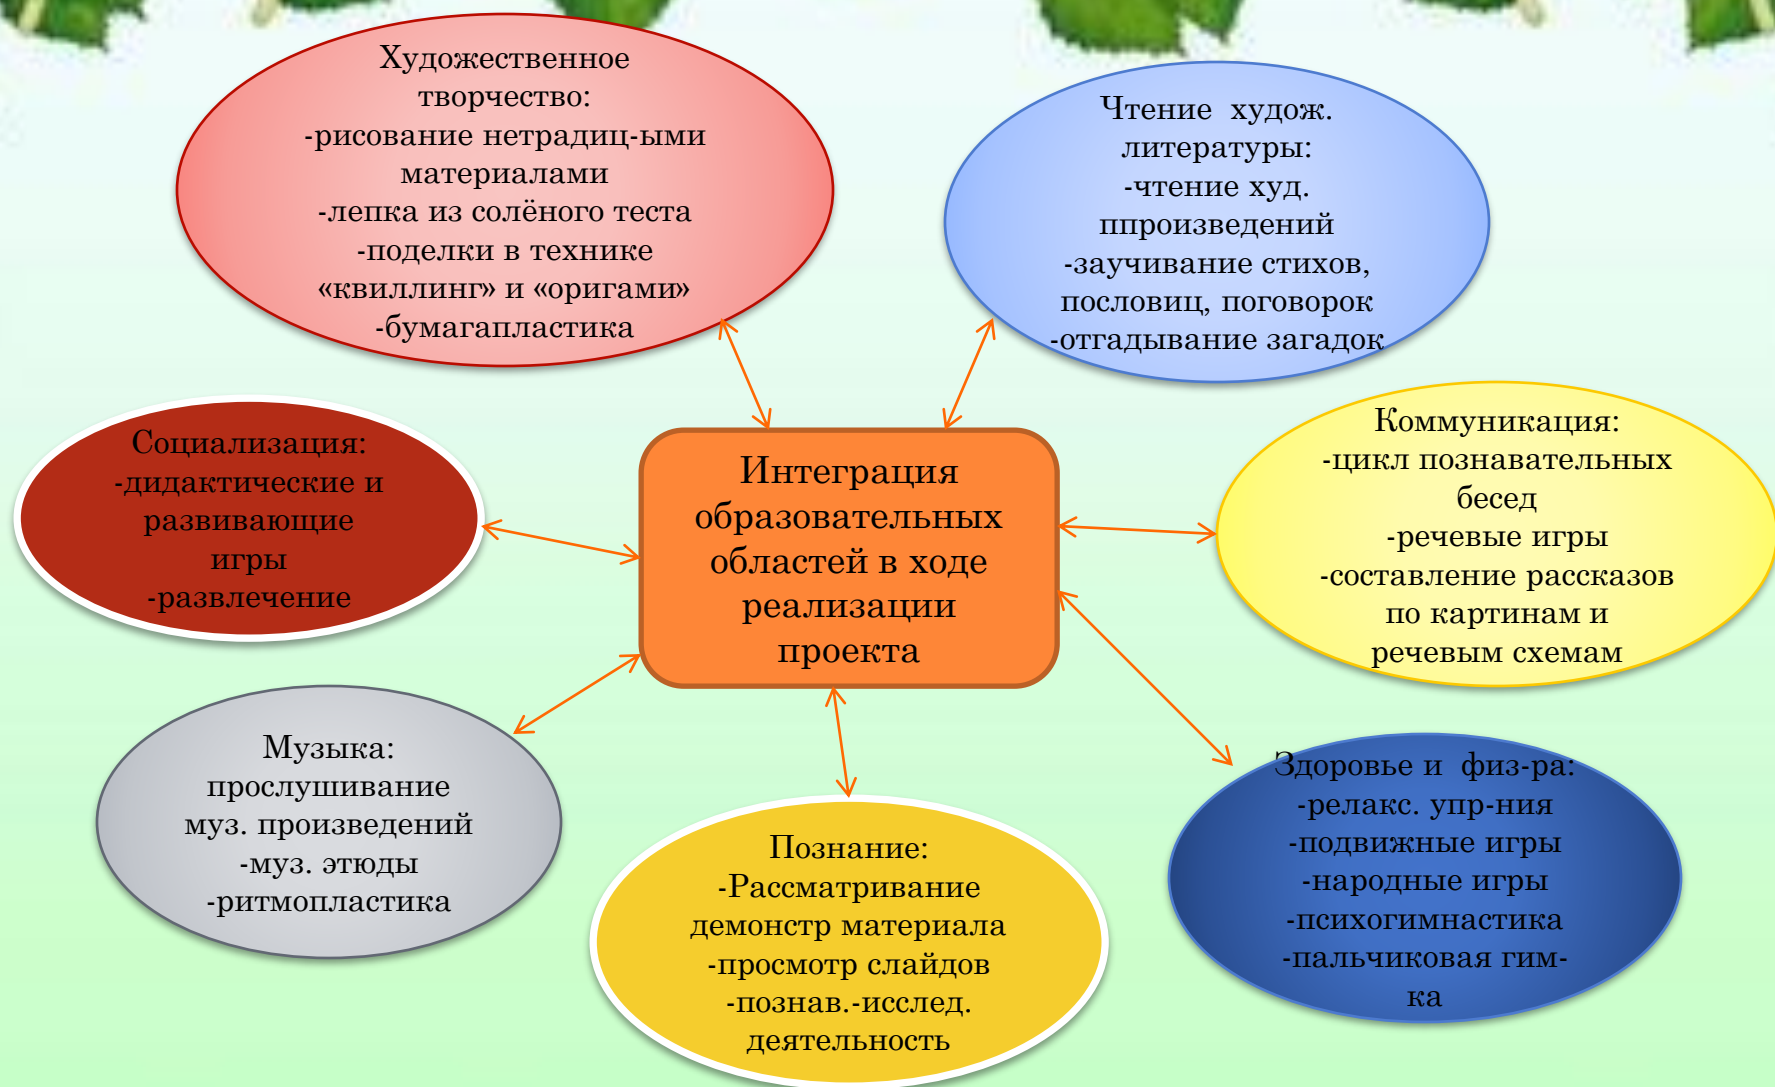 Художественное
творчество:
-рисование нетрадиц-ыми
материалами
-лепка из солёного теста
-поделки в технике
«квиллинг» и «оригами»
-бумагапластика
Чтение худож.
литературы:
-чтение худ.
ппроизведений
-заучивание стихов,
пословиц, поговорок
-отгадывание загадок
Социализация:
-дидактические и
развивающие
игры
-развлечение
Интеграция
образовательных
областей в ходе
реализации
проекта
Коммуникация:
-цикл познавательных
бесед
-речевые игры
-составление рассказов
по картинам и
речевым схемам
Музыка:
прослушивание
муз. произведений
-муз. этюды
-ритмопластика
Познание:
-Рассматривание
демонстр материала
-просмотр слайдов
-познав.-исслед.
деятельность
Здоровье и физ-ра:
-релакс. упр-ния
-подвижные игры
-народные игры
-психогимнастика
-пальчиковая гим-
ка